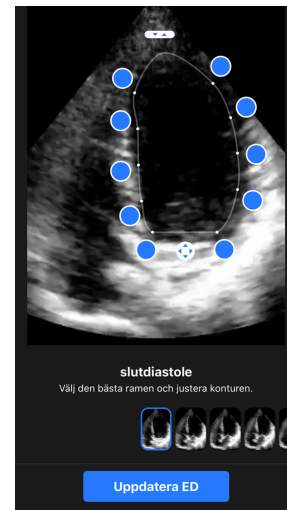 slutdiastole
Välj den bästa ramen och justera konturen.
Uppdatera ED